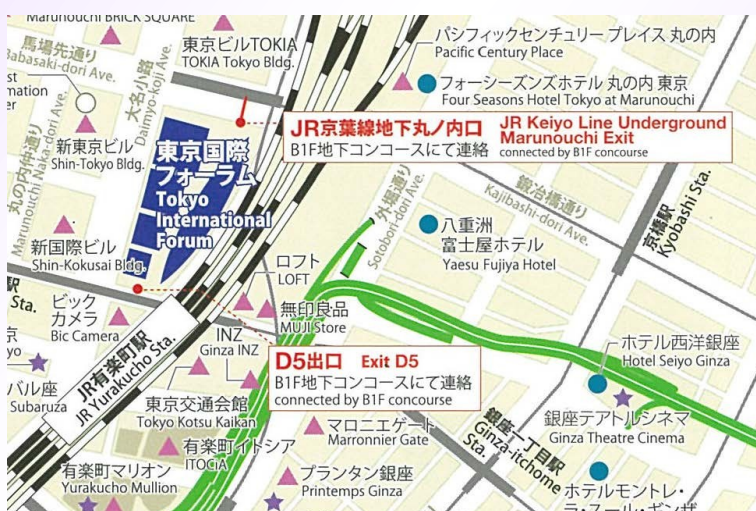 Marunouchi BRICK SQUARE
馬場先通り
Babasaki-dori Ave.
大名小路
Daimyo-koji Ave.
東京ビルTOKIA
TOKIA Tokyo Bldg.
パシフィックセンチュリー プレイス 丸の内
Pacific Century Place
フォーシーズンズホテル 丸の内 東京
Four Seasons Hotel Tokyo at Marunouchi
新東京ビル
Shin-Tokyo Bldg.
丸の内仲通り
Marunouchi Naka-dori Ave.
JR京葉線地下丸ノ内口
B1F地下コンコースにて連絡
JR Keiyo Line Underground
Marunouchi Exit
connected by B1F concourse
東京国際
フォーラム
Tokyo
International
Forum
新国際ビル
Shin-Kokusai Bldg.
外堀通り
Sotobori-dori Ave.
鍛冶橋通り
Kajibashi-dori Ave.
京橋駅
Kyobashi Sta.
八重洲
富士屋ホテル
Yaesu Fujiya Hotel
駅
Sta.
ロフト
LOFT
無印良品
MUJI Store
ビック
カメラ
Bic Camera
JR有楽町駅
JR Yurakucho Sta.
INZ
Ginza INZ
D5出口 Exit D5
B1F地下コンコースにて連絡
connected by B1F concourse
ホテル西洋銀座
Hotel Seiyo Ginza
バル座
Subaruza
東京交通会館
Tokyo Kotsu Kaikan
マロニエゲート
Marronnier Gate
銀座一丁目駅
Ginza-itchome
Sta.
銀座テアトルシネマ
Ginza Theatre Cinema
有楽町イトシア
ITOCiA
有楽町マリオン
Yurakucho Mullion
プランタン銀座
Printemps Ginza
ホテルモントレ・
ラ・スール・ギンザ